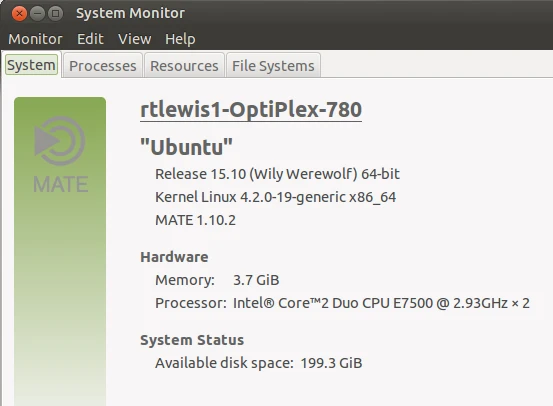 System Monitor
Monitor Edit View Help
System Processes Resources File Systems
MATE
rtlewis1-OptiPlex-780
"Ubuntu"
Release 15.10 (Wily Werewolf) 64-bit
Kernel Linux 4.2.0-19-generic x86_64
MATE 1.10.2
Hardware
Memory: 3.7 GiB
Processor: Intel® Core™2 Duo CPU E7500 @ 2.93GHz × 2
System Status
Available disk space: 199.3 GiB